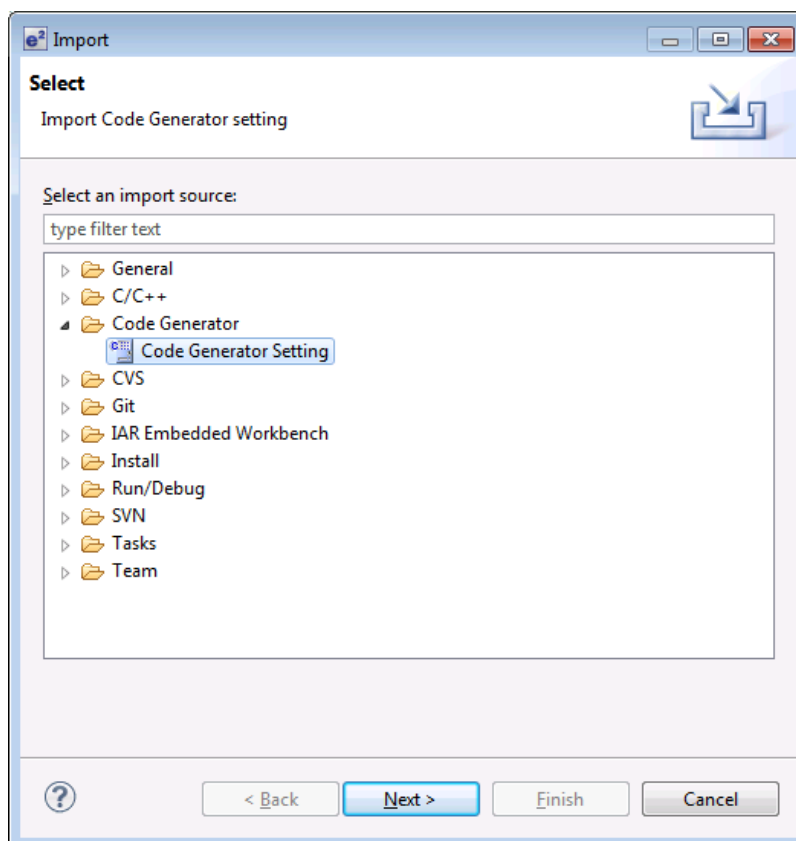 e² Import
Select
Import Code Generator setting
Select an import source:
type filter text
General
C/C++
Code Generator
Code Generator Setting
CVS
Git
IAR Embedded Workbench
Install
Run/Debug
SVN
Tasks
Team
? < Back Next > Finish Cancel